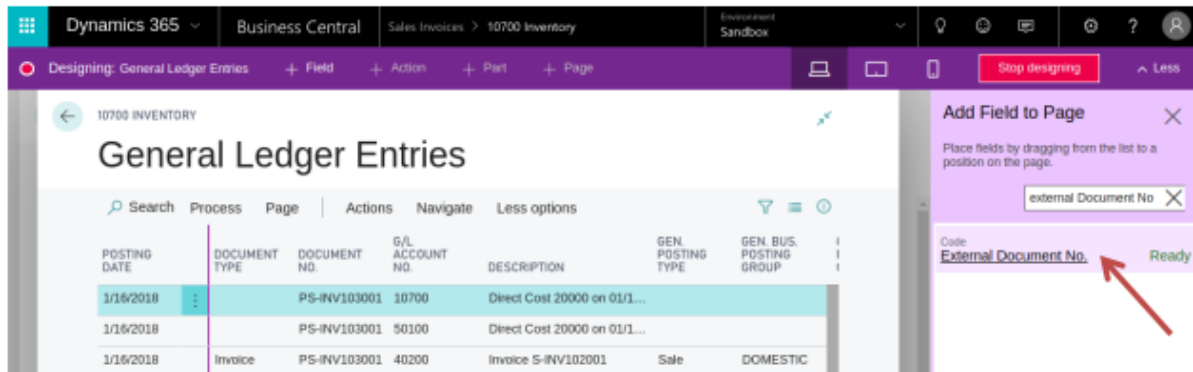 Dynamics 365 Business Central Sales Invoices > 10700 Inventory Environment Sandbox ?
Designing: General Ledger Entries + Field + Action + Part + Page Stop designing Less
10700 INVENTORY
General Ledger Entries
Search Process Page Actions Navigate Less options
POSTING DATE DOCUMENT TYPE DOCUMENT NO. G/L ACCOUNT NO. DESCRIPTION GEN. POSTING TYPE GEN. BUS. POSTING GROUP
1/16/2018 PS-INV103001 10700 Direct Cost 20000 on 01/1...
1/16/2018 PS-INV103001 50100 Direct Cost 20000 on 01/1...
1/16/2018 Invoice PS-INV103001 40200 Invoice S-INV102001 Sale DOMESTIC
Add Field to Page
Place fields by dragging from the list to a
position on the page.
external Document No
Code
External Document No. Ready